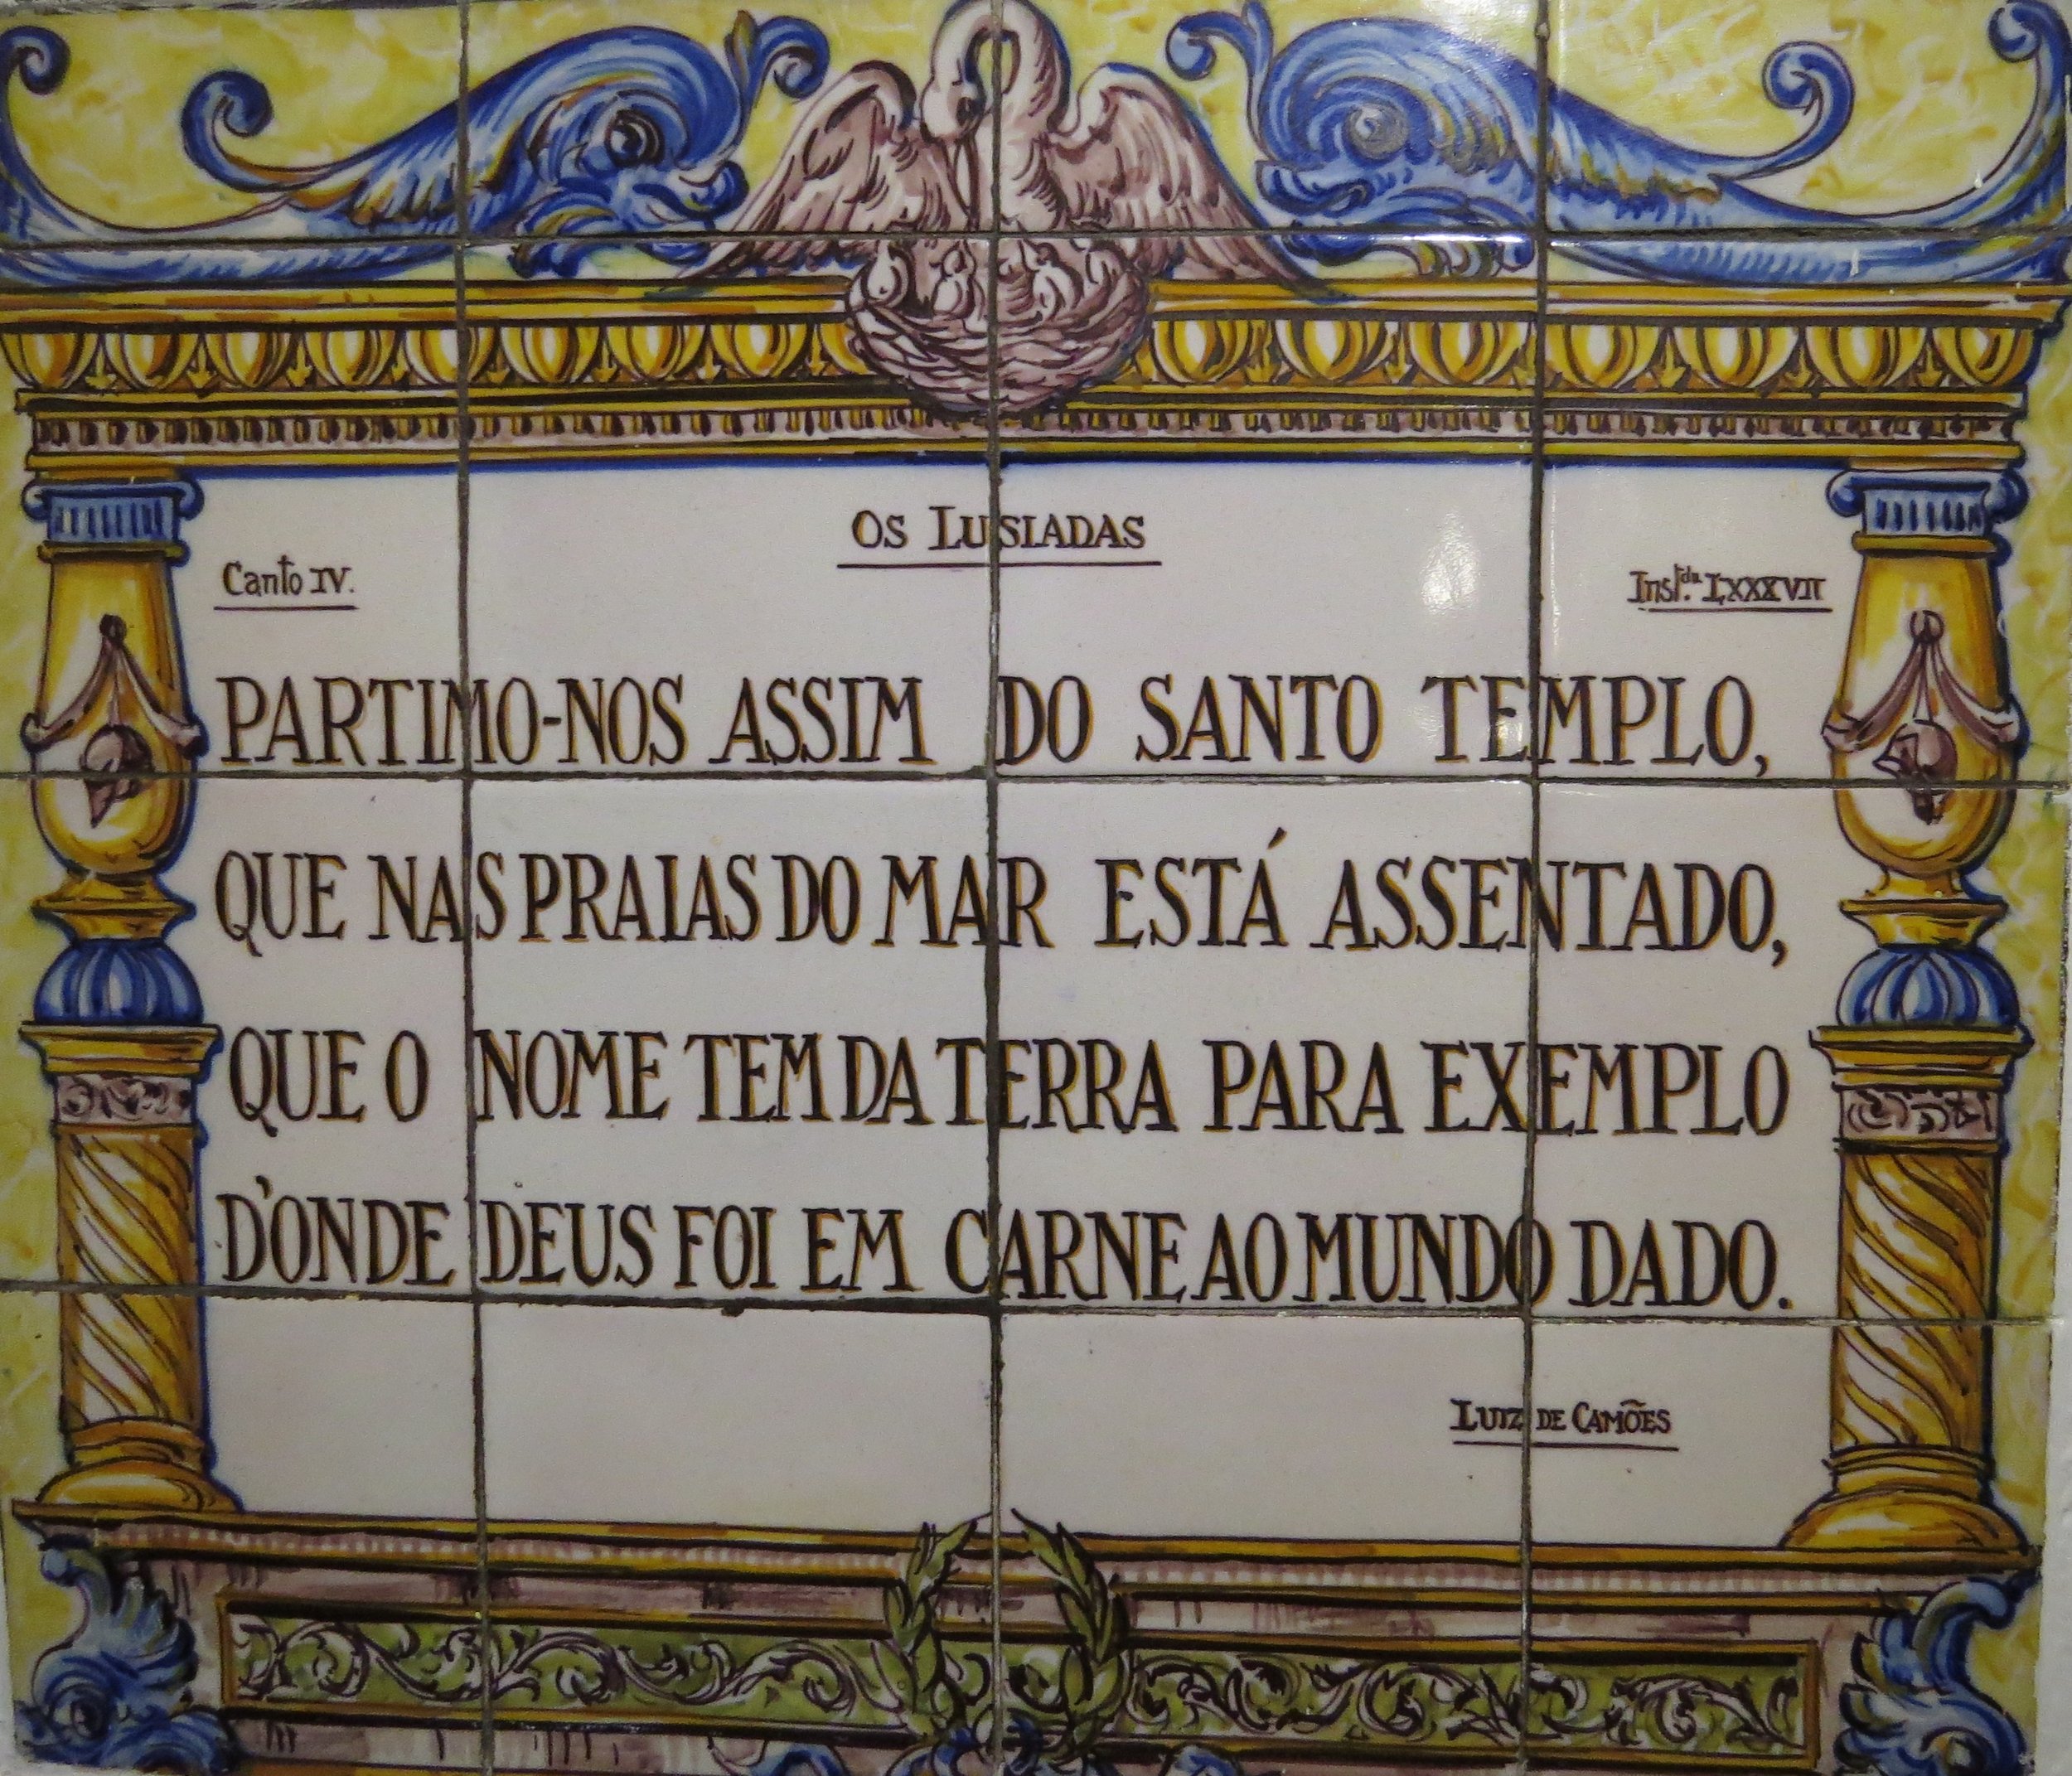 Os Lusiadas
Canto IV. Inst.da LXXXVII
PARTIMO-NOS ASSIM DO SANTO TEMPLO,
QUE NAS PRAIAS DO MAR ESTÁ ASSENTADO,
QUE O NOME TEM DA TERRA PARA EXEMPLO
D'ONDE DEUS FOI EM CARNE AO MUNDO DADO.
LUIZ DE CAMÕES